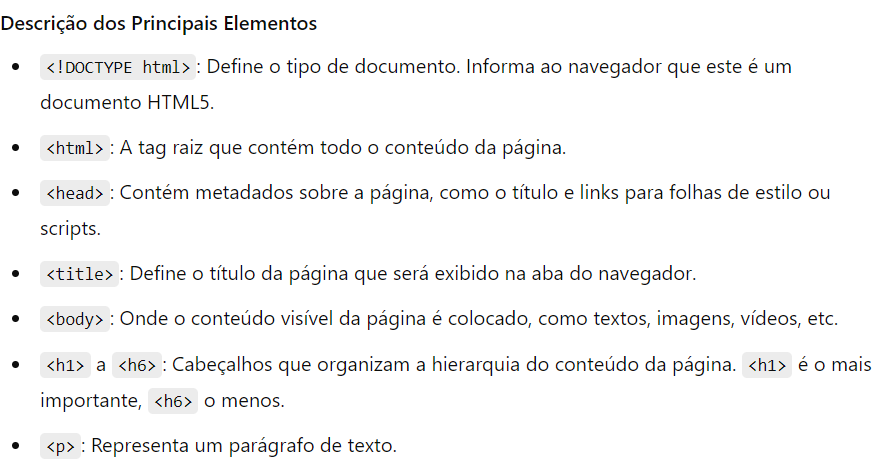 Descrição dos Principais Elementos
<!DOCTYPE html>: Define o tipo de documento. Informa ao navegador que este é um
documento HTML5.
<html>: A tag raiz que contém todo o conteúdo da página.
<head>: Contém metadados sobre a página, como o título e links para folhas de estilo ou
scripts.
<title>: Define o título da página que será exibido na aba do navegador.
<body>: Onde o conteúdo visível da página é colocado, como textos, imagens, vídeos, etc.
<h1> a <h6>: Cabeçalhos que organizam a hierarquia do conteúdo da página. <h1> é o mais
importante, <h6> o menos.
<p>: Representa um parágrafo de texto.